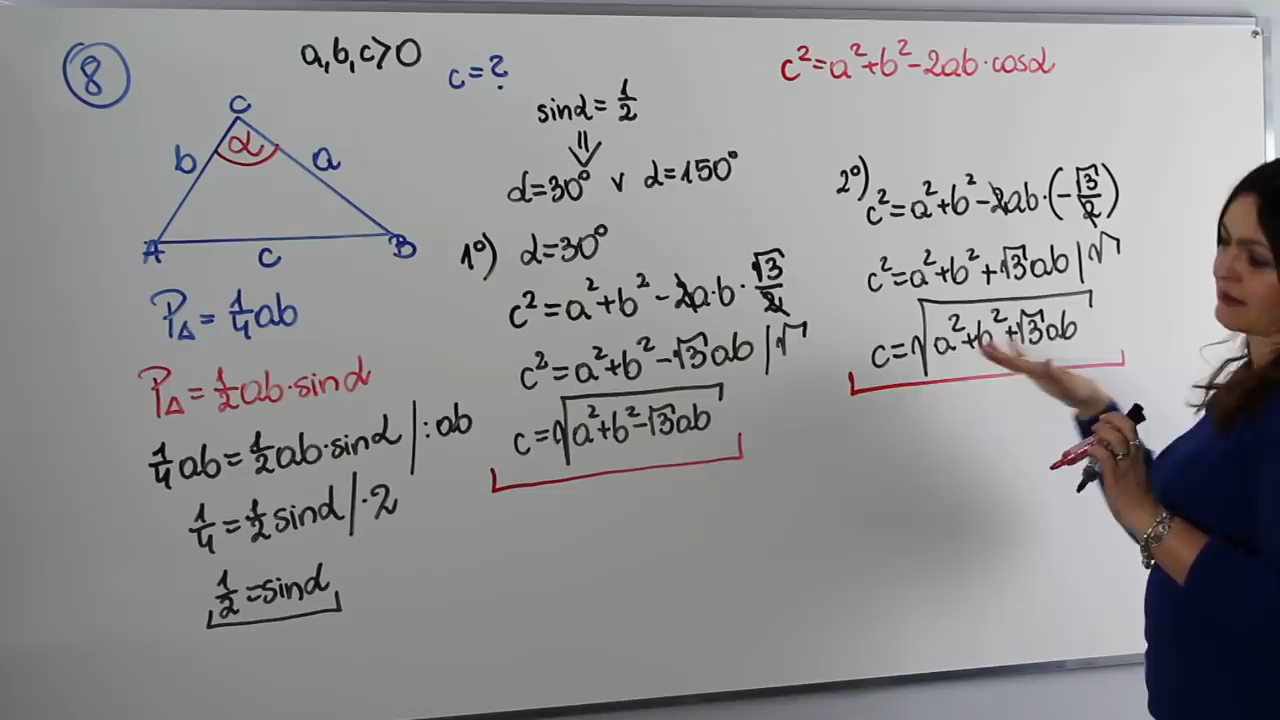 8
a,b,c>0
c=?
C
α
b
a
A
c
B
P△=¼ab
P△=½ab·sinα
¼ab=½ab·sinα |:ab
¼=½sinα |·2
½=sinα
sinα=½
⇓
α=30° ∨ α=150°
1°) α=30°
c²=a²+b²-2a·b·√3/2
c²=a²+b²-√3ab |√
c=√(a²+b²-√3ab)
c²=a²+b²-2ab·cosα
2°) c²=a²+b²-2ab·(-√3/2)
c²=a²+b²+√3ab |√
c=√(a²+b²+√3ab)